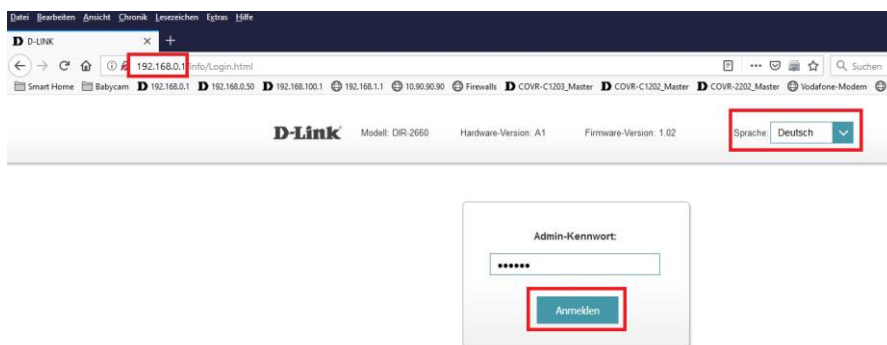 Datei Bearbeiten Ansicht Chronik Lesezeichen Extras Hilfe
D D-LINK × +
192.168.0.1/info/Login.html Suchen
Smart Home Babycam D 192.168.0.1 D 192.168.0.50 D 192.168.100.1 192.168.1.1 10.90.90.90 Firewalls D COVR-C1203_Master D COVR-C1202_Master D COVR-2202_Master Vodafone-Modem
D-Link Modell: DIR-2660 Hardware-Version: A1 Firmware-Version: 1.02 Sprache: Deutsch
Admin-Kennwort:
••••••
Anmelden